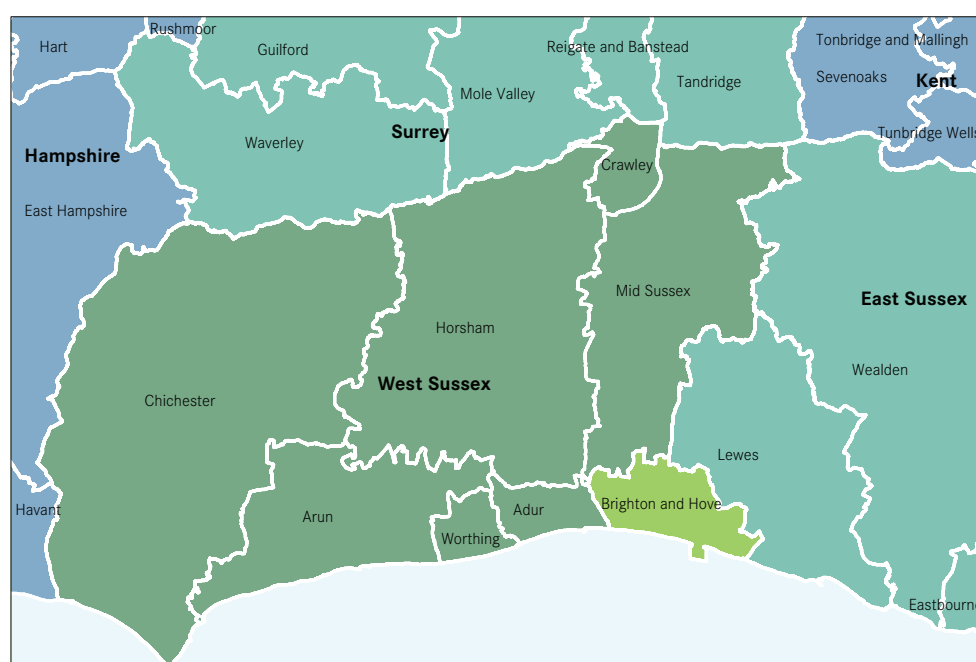 Rushmoor
Hart
Guilford
Reigate and Banstead
Tonbridge and Mallingh
Mole Valley
Tandridge
Sevenoaks
Kent
Surrey
Waverley
Tunbridge Wells
Hampshire
Crawley
East Hampshire
Mid Sussex
East Sussex
Horsham
Wealden
West Sussex
Chichester
Lewes
Havant
Arun
Adur
Brighton and Hove
Worthing
Eastbourne